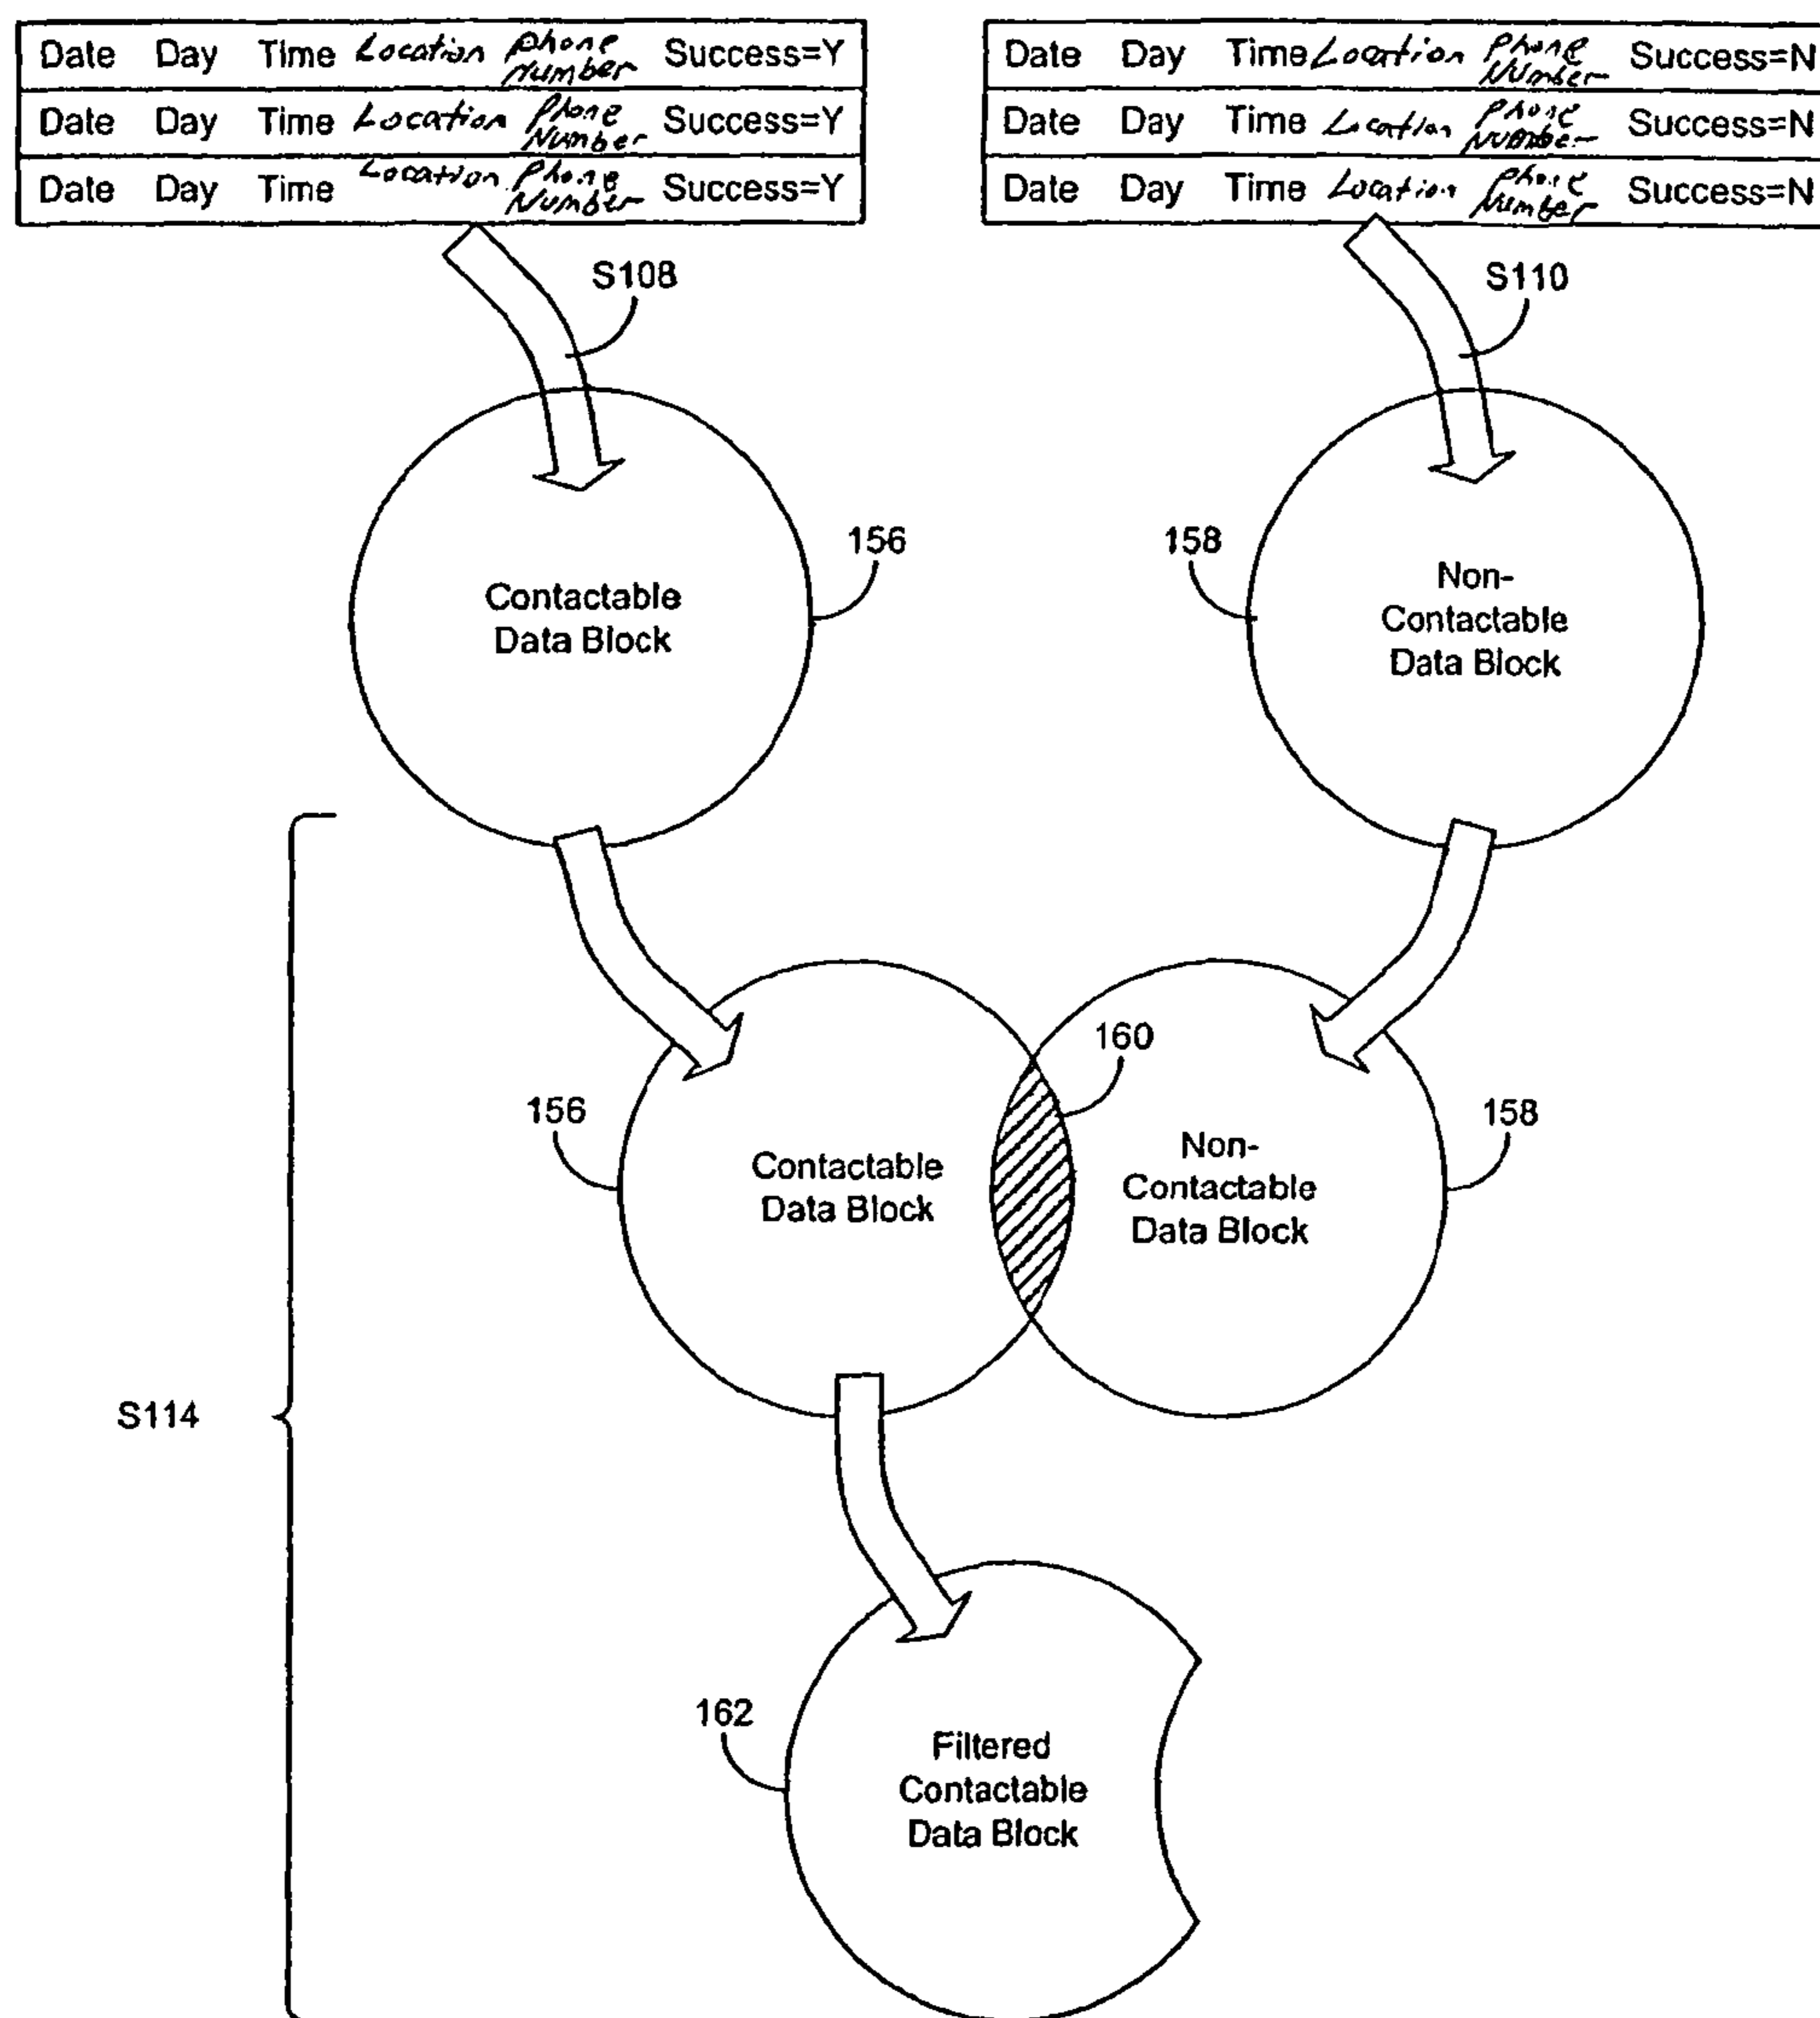 Date Day Time Location Phone Number Success=Y
Date Day Time Location Phone Number Success=Y
Date Day Time Location Phone Number Success=Y
Date Day Time Location Phone Number Success=N
Date Day Time Location Phone Number Success=N
Date Day Time Location Phone Number Success=N
S108
S110
156
158
Contactable
Data Block
Non-
Contactable
Data Block
160
156
158
Contactable
Data Block
Non-
Contactable
Data Block
S114
162
Filtered
Contactable
Data Block